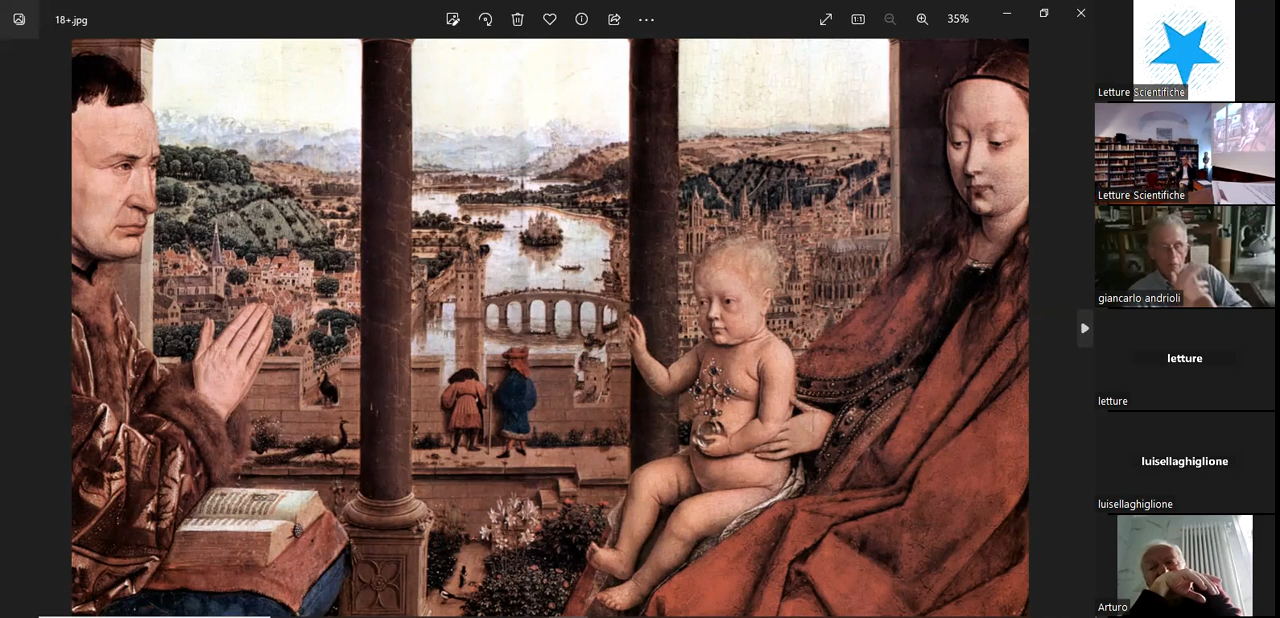 18+.jpg
35%
Letture Scientifiche
Letture Scientifiche
giancarlo andrioli
letture
letture
luisellaghiglione
luisellaghiglione
Arturo